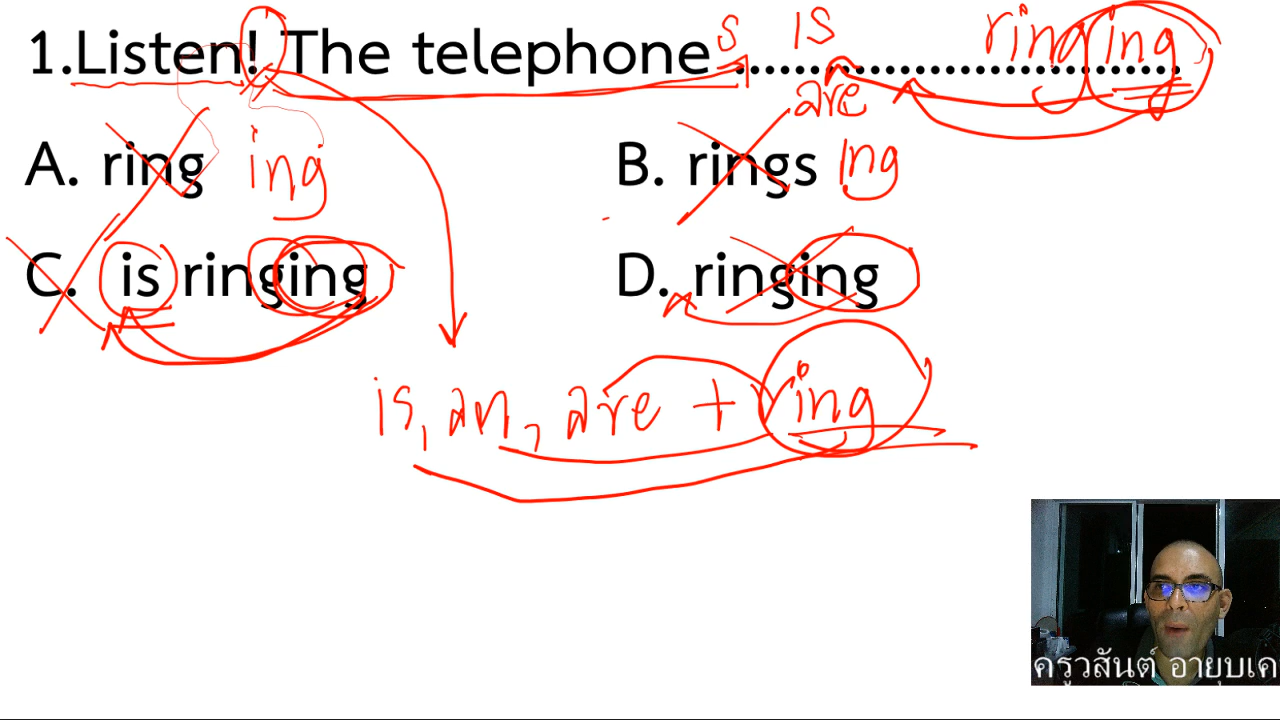 s is ringing
1.Listen! The telephone ..............................
are
A. ring ing B. rings ing
C. is ringing D. ringing
is, am, are + Ving
ครูวสันต์ อายุบเค